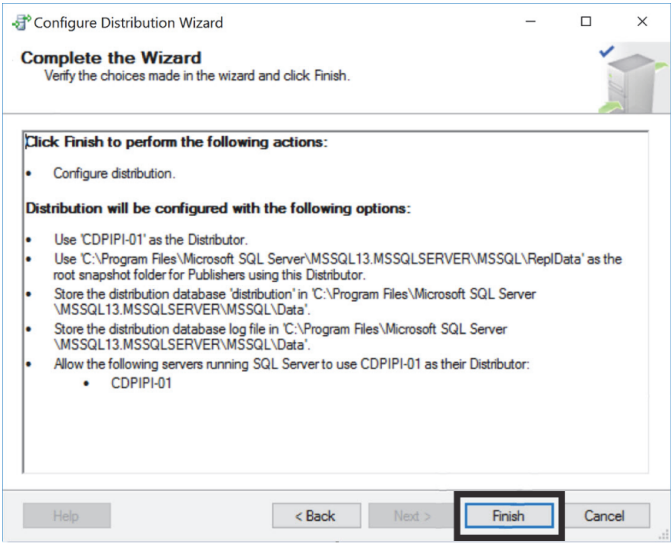 Configure Distribution Wizard
Complete the Wizard
Verify the choices made in the wizard and click Finish.
Click Finish to perform the following actions:
• Configure distribution.
Distribution will be configured with the following options:
• Use 'CDPIPI-01' as the Distributor.
• Use 'C:\Program Files\Microsoft SQL Server\MSSQL13.MSSQLSERVER\MSSQL\ReplData' as the
root snapshot folder for Publishers using this Distributor.
• Store the distribution database 'distribution' in 'C:\Program Files\Microsoft SQL Server
\MSSQL13.MSSQLSERVER\MSSQL\Data'.
• Store the distribution database log file in 'C:\Program Files\Microsoft SQL Server
\MSSQL13.MSSQLSERVER\MSSQL\Data'.
• Allow the following servers running SQL Server to use CDPIPI-01 as their Distributor:
• CDPIPI-01
Help < Back Next > Finish Cancel